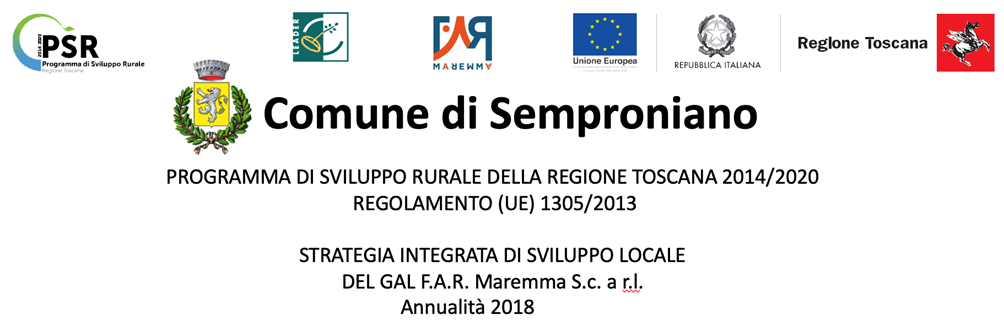 PSR
2014 2020
Programma di Sviluppo Rurale
Regione Toscana
LEADER
FAR
MAREMMA
Unione Europea
REPUBBLICA ITALIANA
Regione Toscana
Comune di Semproniano
PROGRAMMA DI SVILUPPO RURALE DELLA REGIONE TOSCANA 2014/2020
REGOLAMENTO (UE) 1305/2013
STRATEGIA INTEGRATA DI SVILUPPO LOCALE
DEL GAL F.A.R. Maremma S.c. a r.l.
Annualità 2018